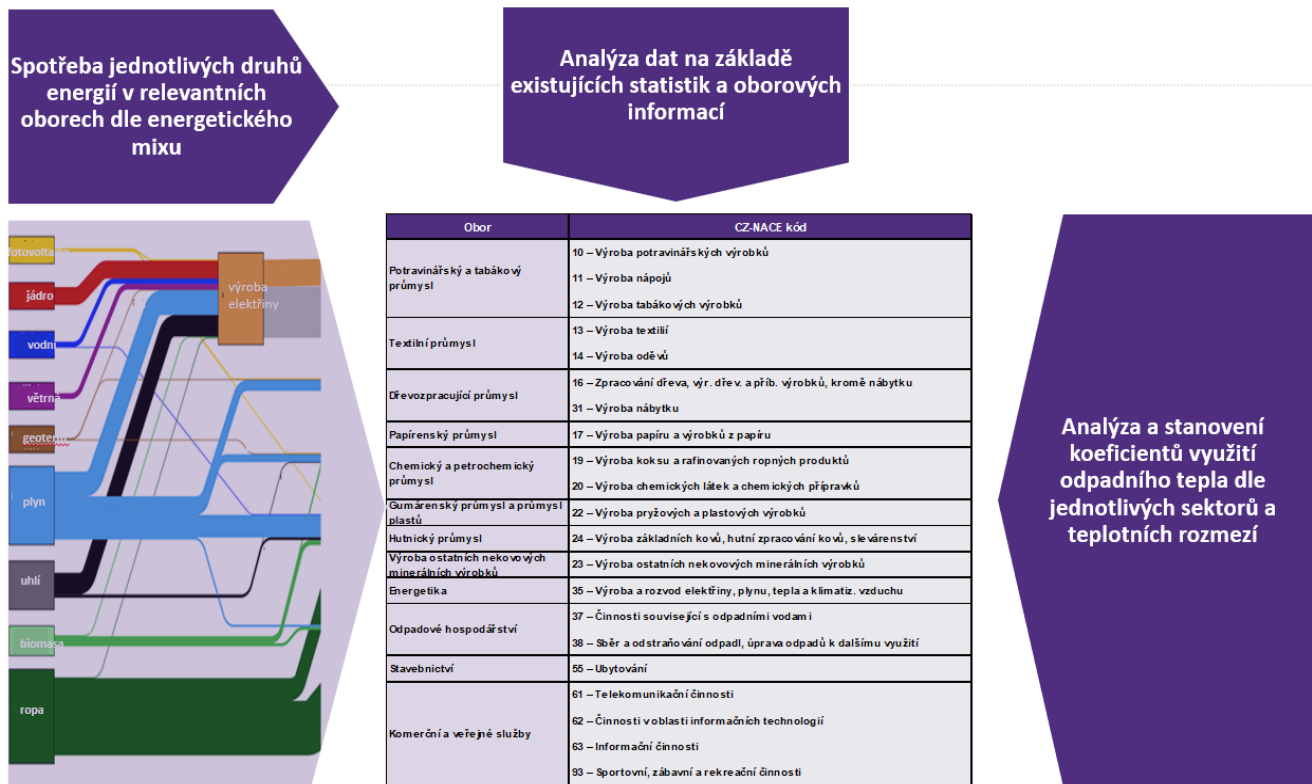 Spotřeba jednotlivých druhů
energií v relevantních
oborech dle energetického
mixu
Analýza dat na základě
existujících statistik a oborových
informací
fotovoltaika
jádro
vodní
větrná
geoterm
plyn
uhlí
biomasa
ropa
výroba
elektřiny
Obor
CZ-NACE kód
Potravinářský a tabákový
průmysl
10 – Výroba potravinářských výrobků
11 – Výroba nápojů
12 – Výroba tabákových výrobků
Textilní průmysl
13 – Výroba textilií
14 – Výroba oděvů
Dřevozpracující průmysl
16 – Zpracování dřeva, výr. dřev. a příb. výrobků, kromě nábytku
31 – Výroba nábytku
Papírenský průmysl
17 – Výroba papíru a výrobků z papíru
Chemický a petrochemický
průmysl
19 – Výroba koksu a rafinovaných ropných produktů
20 – Výroba chemických látek a chemických přípravků
Gumárenský průmysl a průmysl
plastů
22 – Výroba pryžových a plastových výrobků
Hutnický průmysl
24 – Výroba základních kovů, hutní zpracování kovů, slevárenství
Výroba ostatních nekovových
minerálních výrobků
23 – Výroba ostatních nekovových minerálních výrobků
Energetika
35 – Výroba a rozvod elektřiny, plynu, tepla a klimatiz. vzduchu
Odpadové hospodářství
37 – Činnosti související s odpadními vodami
38 – Sběr a odstraňování odpadl, úprava odpadů k dalšímu využití
Stavebnictví
55 – Ubytování
Komerční a veřejné služby
61 – Telekomunikační činnosti
62 – Činnosti v oblasti informačních technologií
63 – Informační činnosti
93 – Sportovní, zábavní a rekreační činnosti
Analýza a stanovení
koeficientů využití
odpadního tepla dle
jednotlivých sektorů a
teplotních rozmezí